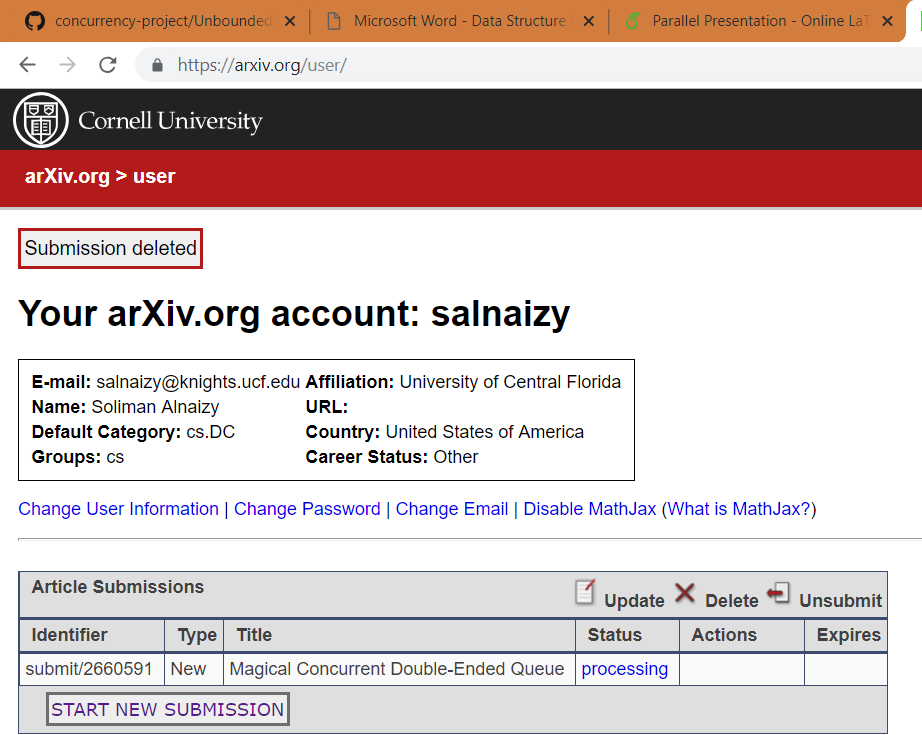 concurrency-project/Unbounded
Microsoft Word - Data Structure
Parallel Presentation - Online LaT
https://arxiv.org/user/
Cornell University
arXiv.org > user
Submission deleted
Your arXiv.org account: salnaizy
E-mail: salnaizy@knights.ucf.edu Affiliation: University of Central Florida
Name: Soliman Alnaizy URL:
Default Category: cs.DC Country: United States of America
Groups: cs Career Status: Other
Change User Information | Change Password | Change Email | Disable MathJax (What is MathJax?)
Article Submissions Update Delete Unsubmit
Identifier Type Title Status Actions Expires
submit/2660591 New Magical Concurrent Double-Ended Queue processing
START NEW SUBMISSION